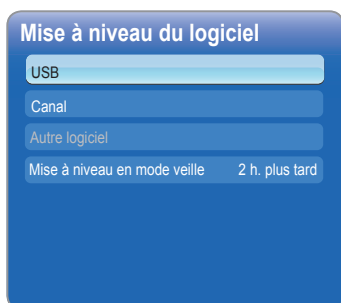 Mise à niveau du logiciel
USB
Canal
Autre logiciel
Mise à niveau en mode veille 2 h. plus tard